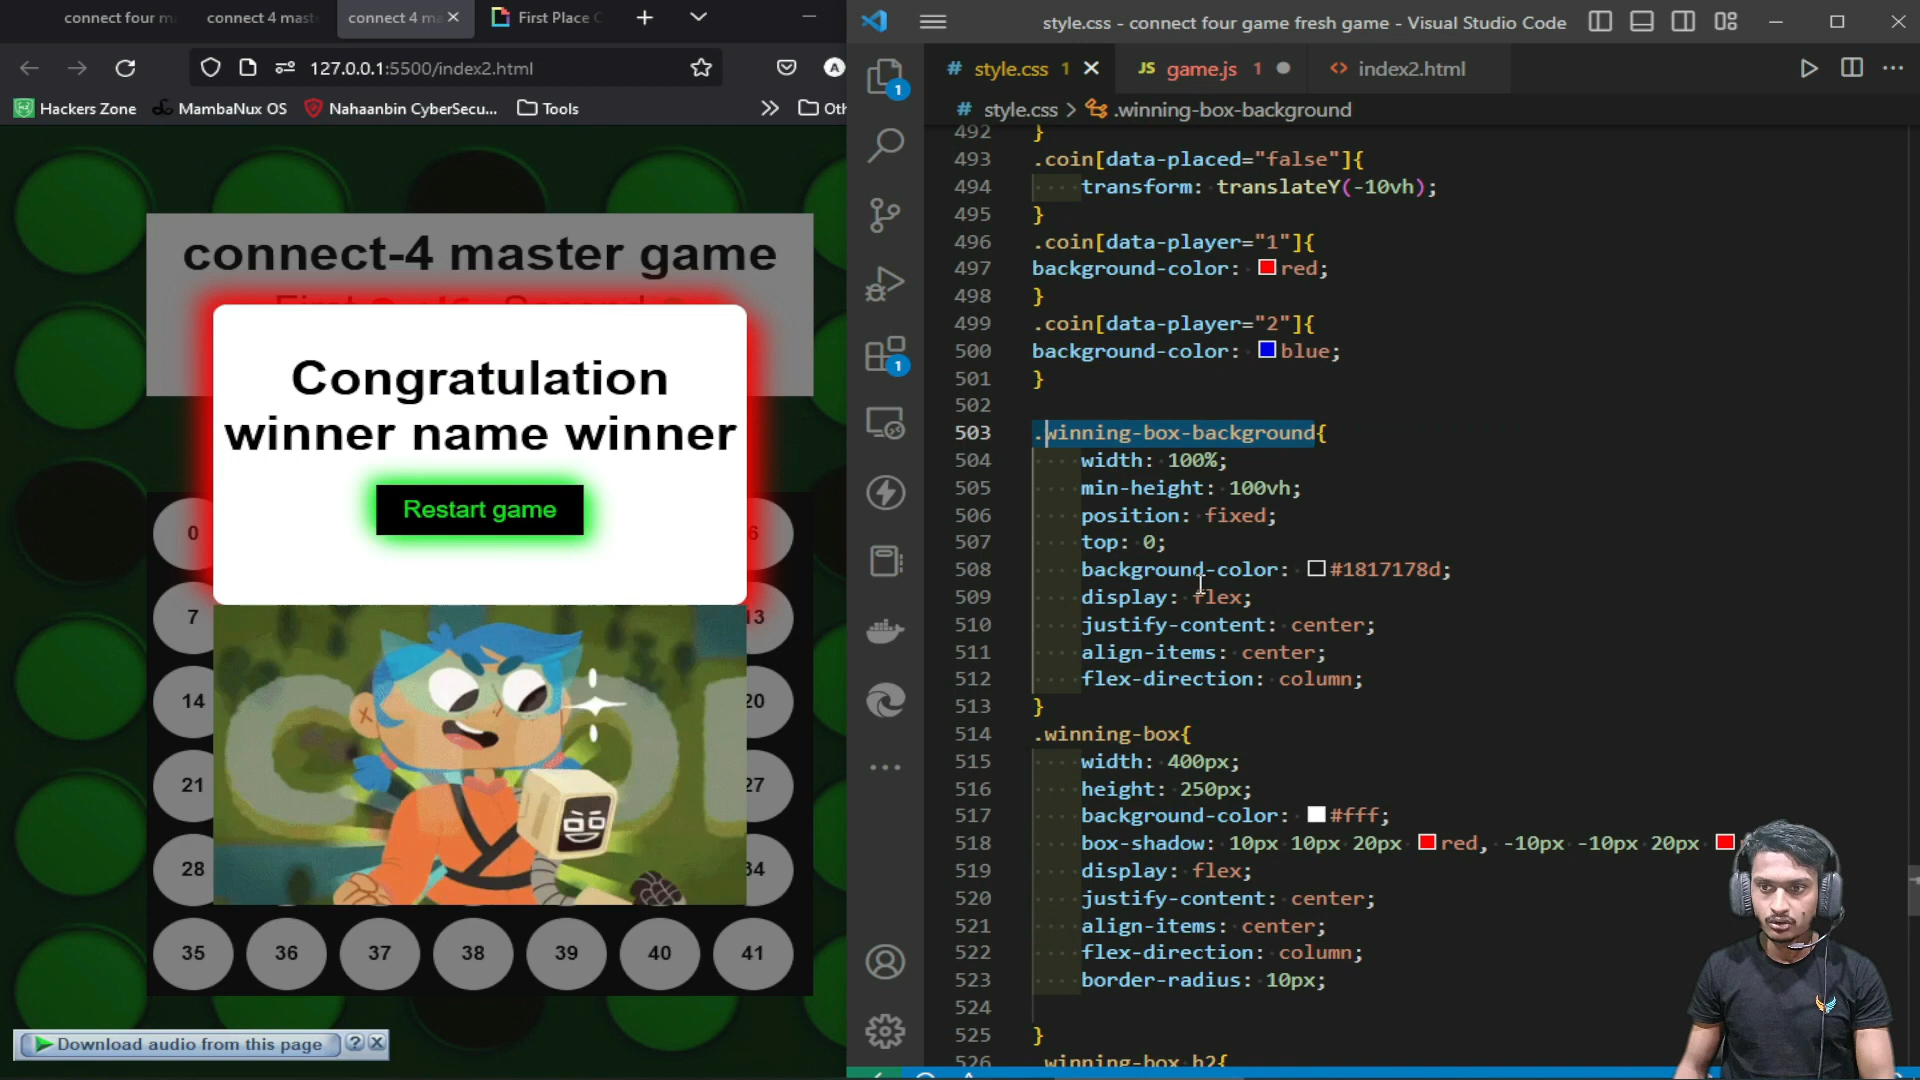 connect four m
connect 4 mast
connect 4 ma
First Place C
style.css - connect four game fresh game - Visual Studio Code
127.0.0.1:5500/index2.html
A
Hackers Zone
MambaNux OS
Nahaanbin CyberSecu...
Tools
Oth
# style.css 1
JS game.js 1
<> index2.html
# style.css > .winning-box-background
connect-4 master game
Congratulation
winner name winner
Restart game
0
6
7
13
14
20
21
27
28
34
35 36 37 38 39 40 41
Download audio from this page
?
1
1
492 }
493 .coin[data-placed="false"]{
494 transform: translateY(-10vh);
495 }
496 .coin[data-player="1"]{
497 background-color: red;
498 }
499 .coin[data-player="2"]{
500 background-color: blue;
501 }
502
503 .winning-box-background{
504 width: 100%;
505 min-height: 100vh;
506 position: fixed;
507 top: 0;
508 background-color: #1817178d;
509 display: flex;
510 justify-content: center;
511 align-items: center;
512 flex-direction: column;
513 }
514 .winning-box{
515 width: 400px;
516 height: 250px;
517 background-color: #fff;
518 box-shadow: 10px 10px 20px red, -10px -10px 20px
519 display: flex;
520 justify-content: center;
521 align-items: center;
522 flex-direction: column;
523 border-radius: 10px;
524
525 }
526 .winning-box h2{